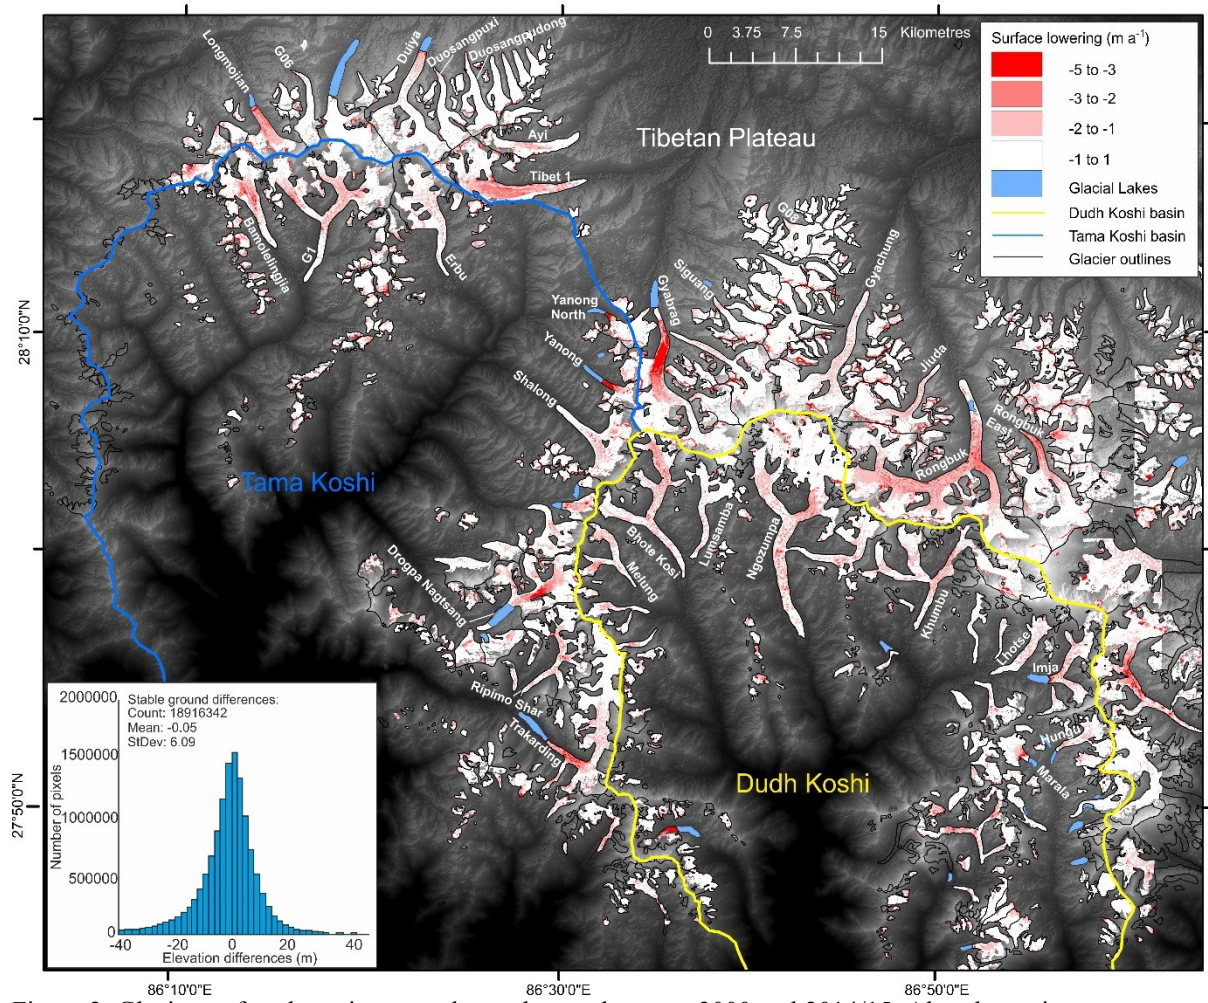 0 3.75 7.5 15 Kilometres
Surface lowering (m a-1)
-5 to -3
-3 to -2
-2 to -1
-1 to 1
Glacial Lakes
Dudh Koshi basin
Tama Koshi basin
Glacier outlines
Longmojian
G06
Duiya
Duosangpuxi
Duosangpudong
Ayi
Tibet 1
Tibetan Plateau
Bamolelingjia
G1
Erbu
G08
Gyachung
Siguang
Gyabrag
Yanong
North
Yanong
Shalong
Jiuda
Rongbuk
East
Rongbuk
Tama Koshi
Bhote Kosi
Melung
Lumsamba
Ngozumpa
Khumbu
Drogpa Nagtsang
Lhotse
Imja
Ripimo Shar
Trakarding
Hungu
Marala
Dudh Koshi
28°10'0"N
27°50'0"N
2000000
1500000
1000000
500000
0
Number of pixels
Stable ground differences:
Count: 18916342
Mean: -0.05
StDev: 6.09
-40 -20 0 20 40
Elevation differences (m)
86°10'0"E 86°30'0"E 86°50'0"E